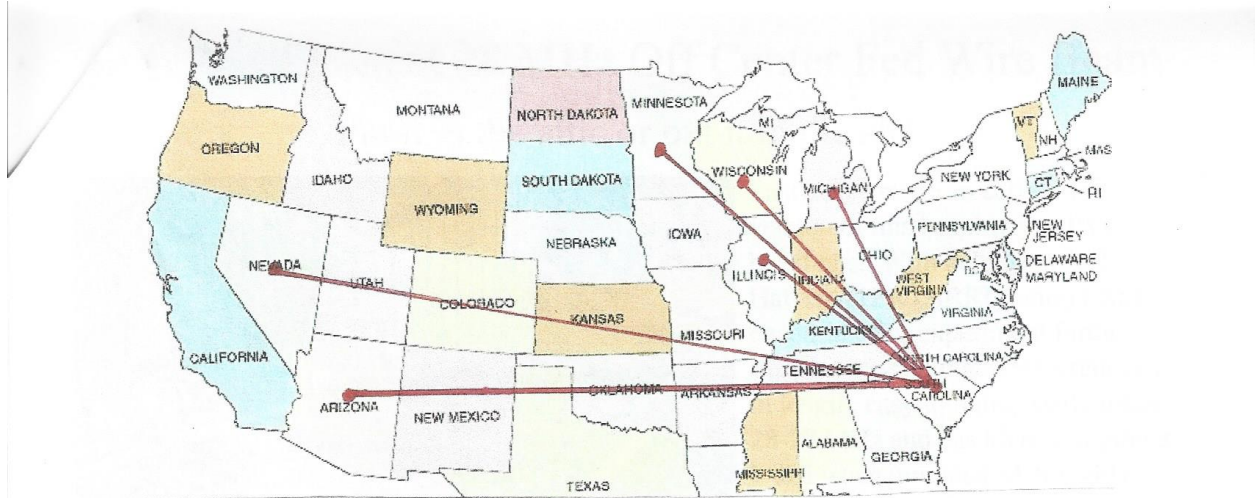 WASHINGTON
MONTANA
NORTH DAKOTA
MINNESOTA
MAINE
OREGON
IDAHO
WYOMING
SOUTH DAKOTA
WISCONSIN
MI
MICHIGAN
NEW YORK
VT
NH
MAS
CT
RI
NEVADA
UTAH
COLORADO
NEBRASKA
IOWA
ILLINCIS
INDIANA
OHIO
PENNSYLVANIA
NEW
JERSEY
DELAWARE
MARYLAND
DC
WEST
VIRGINIA
VIRGINIA
CALIFORNIA
KANSAS
MISSOURI
KENTUCKY
NORTH CAROLINA
TENNESSEE
SOUTH
CAROLINA
ARIZONA
NEW MEXICO
OKLAHOMA
ARKANSAS
MISSISSIPPI
ALABAMA
GEORGIA
TEXAS